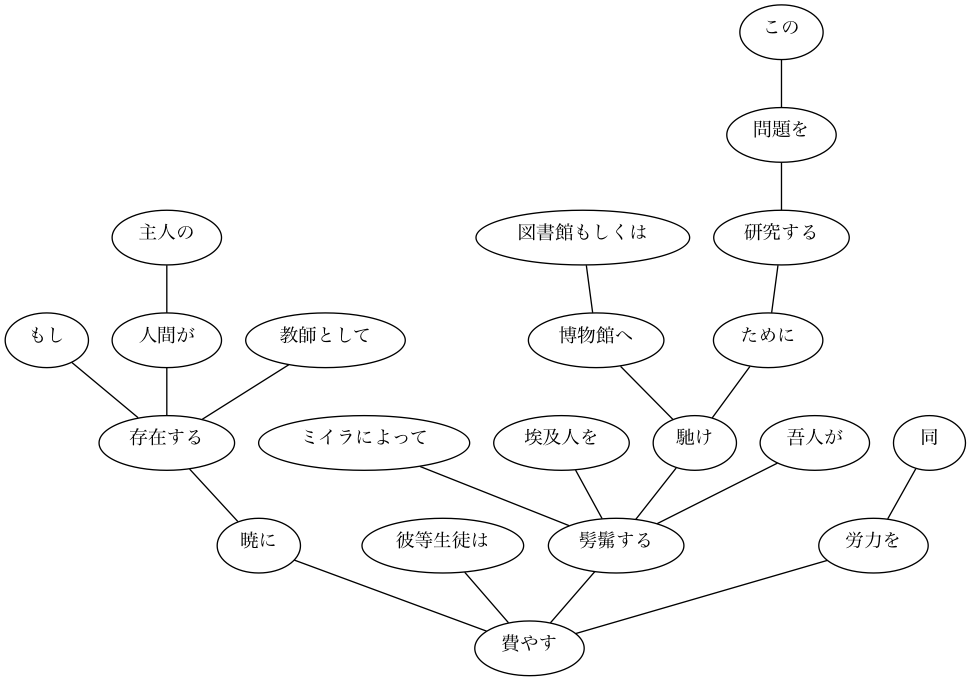 この
問題を
主人の
図書館もしくは
研究する
もし
人間が
教師として
博物館へ
ために
存在する
ミイラによって
埃及人を
馳け
吾人が
同
暁に
彼等生徒は
髣髴する
労力を
費やす